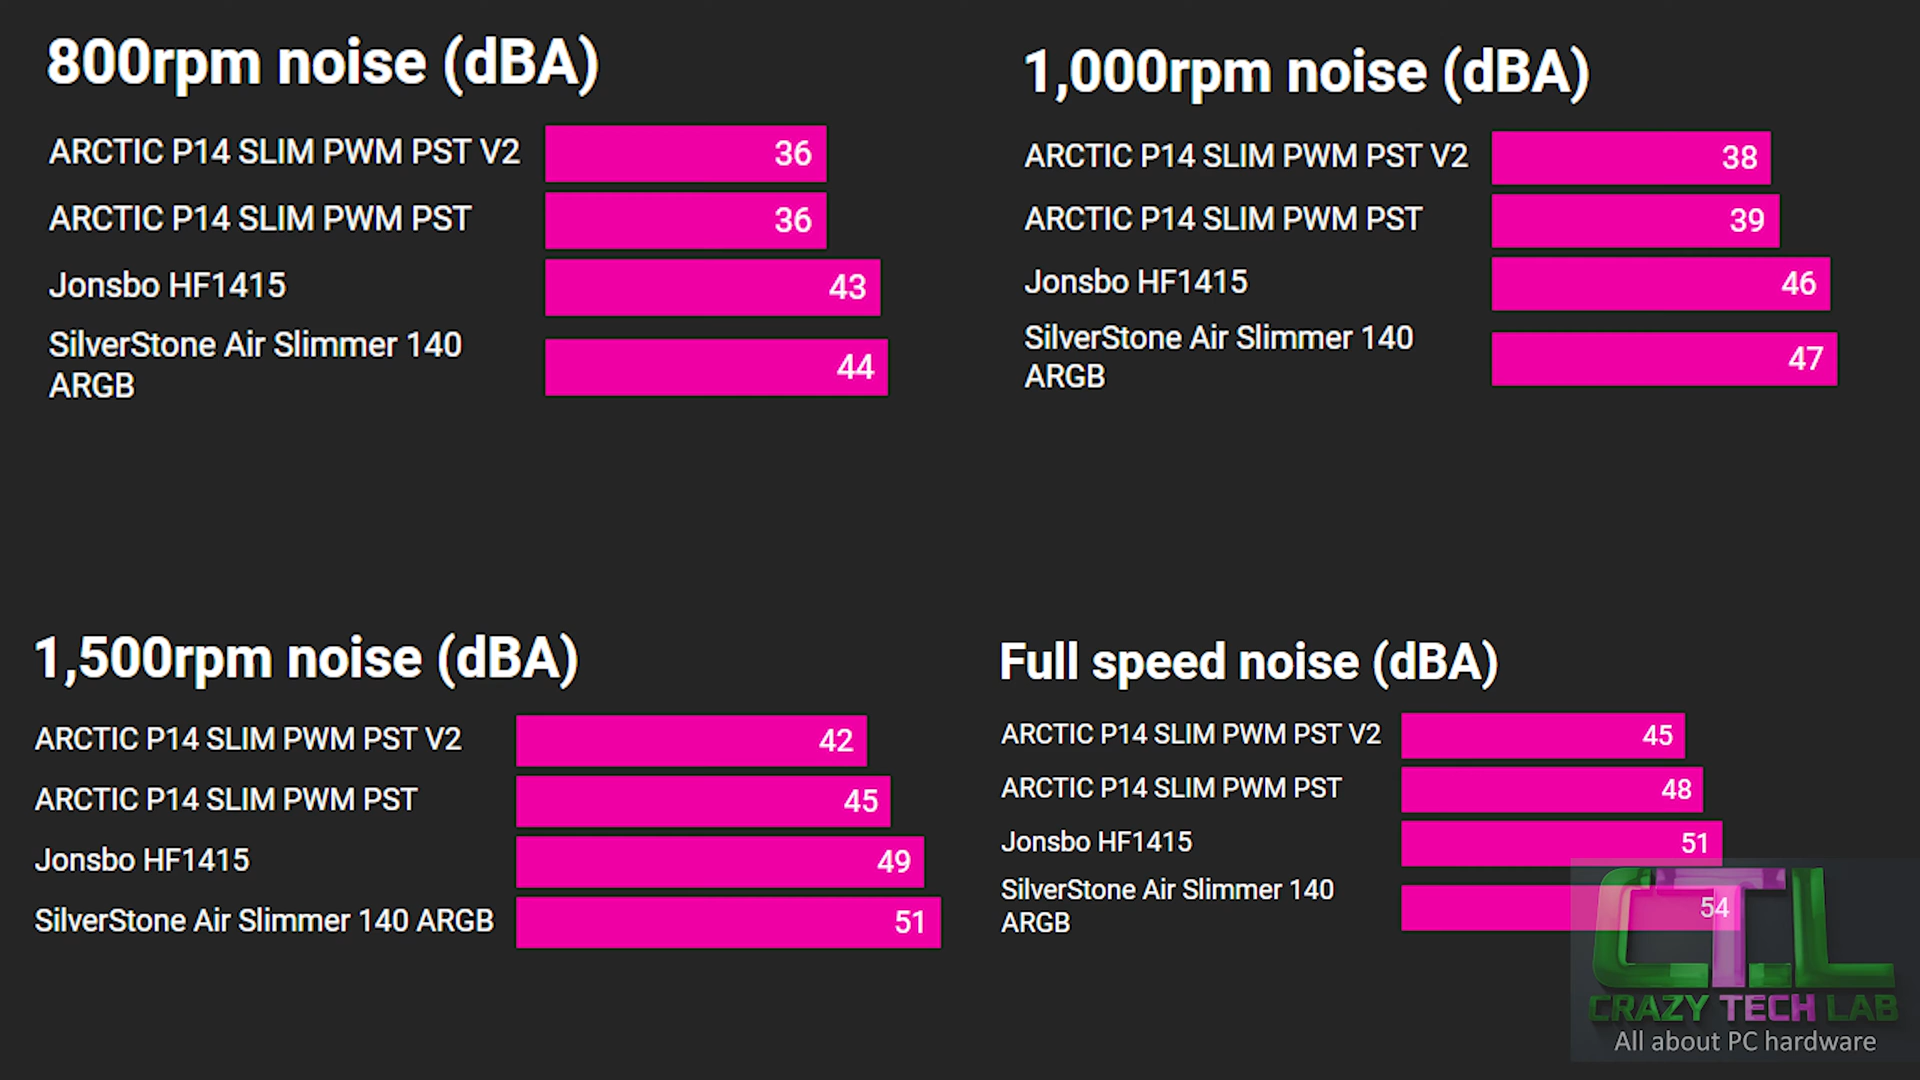 800rpm noise (dBA)
ARCTIC P14 SLIM PWM PST V2 36
ARCTIC P14 SLIM PWM PST 36
Jonsbo HF1415 43
SilverStone Air Slimmer 140
ARGB 44
1,000rpm noise (dBA)
ARCTIC P14 SLIM PWM PST V2 38
ARCTIC P14 SLIM PWM PST 39
Jonsbo HF1415 46
SilverStone Air Slimmer 140
ARGB 47
1,500rpm noise (dBA)
ARCTIC P14 SLIM PWM PST V2 42
ARCTIC P14 SLIM PWM PST 45
Jonsbo HF1415 49
SilverStone Air Slimmer 140 ARGB 51
Full speed noise (dBA)
ARCTIC P14 SLIM PWM PST V2 45
ARCTIC P14 SLIM PWM PST 48
Jonsbo HF1415 51
SilverStone Air Slimmer 140
ARGB 54
CTL
CRAZY TECH LAB
All about PC hardware